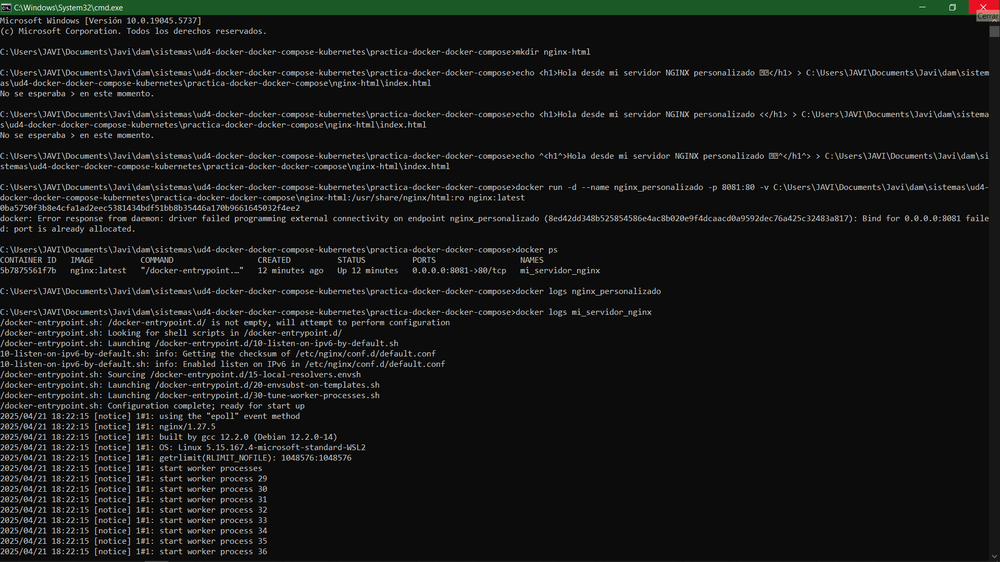 C:\Windows\System32\cmd.exe
Cerrar
Microsoft Windows [Versión 10.0.19045.5737]
(c) Microsoft Corporation. Todos los derechos reservados.
C:\Users\JAVI\Documents\Javi\dam\sistemas\ud4-docker-docker-compose-kubernetes\practica-docker-docker-compose>mkdir nginx-html
C:\Users\JAVI\Documents\Javi\dam\sistemas\ud4-docker-docker-compose-kubernetes\practica-docker-docker-compose>echo <h1>Hola desde mi servidor NGINX personalizado </h1> > C:\Users\JAVI\Documents\Javi\dam\sistem
as\ud4-docker-docker-compose-kubernetes\practica-docker-docker-compose\nginx-html\index.html
No se esperaba > en este momento.
C:\Users\JAVI\Documents\Javi\dam\sistemas\ud4-docker-docker-compose-kubernetes\practica-docker-docker-compose>echo <h1>Hola desde mi servidor NGINX personalizado <</h1> > C:\Users\JAVI\Documents\Javi\dam\sistema
s\ud4-docker-docker-compose-kubernetes\practica-docker-docker-compose\nginx-html\index.html
No se esperaba > en este momento.
C:\Users\JAVI\Documents\Javi\dam\sistemas\ud4-docker-docker-compose-kubernetes\practica-docker-docker-compose>echo ^<h1^>Hola desde mi servidor NGINX personalizado ^</h1^> > C:\Users\JAVI\Documents\Javi\dam\si
stemas\ud4-docker-docker-compose-kubernetes\practica-docker-docker-compose\nginx-html\index.html
C:\Users\JAVI\Documents\Javi\dam\sistemas\ud4-docker-docker-compose-kubernetes\practica-docker-docker-compose>docker run -d --name nginx_personalizado -p 8081:80 -v C:\Users\JAVI\Documents\Javi\dam\sistemas\ud4-
docker-docker-compose-kubernetes\practica-docker-docker-compose\nginx-html:/usr/share/nginx/html:ro nginx:latest
0ba5750f3b8e4cfa1ad2eec5381434bdf51bb8b35446a170b9661645032f4ee2
docker: Error response from daemon: driver failed programming external connectivity on endpoint nginx_personalizado (8ed42dd348b525854586e4ac8b020e9f4dcaacd0a9592dec76a425c32483a817): Bind for 0.0.0.0:8081 faile
d: port is already allocated.
C:\Users\JAVI\Documents\Javi\dam\sistemas\ud4-docker-docker-compose-kubernetes\practica-docker-docker-compose>docker ps
CONTAINER ID   IMAGE          COMMAND                  CREATED          STATUS          PORTS                  NAMES
5b7875561f7b   nginx:latest   "/docker-entrypoint.…"   12 minutes ago   Up 12 minutes   0.0.0.0:8081->80/tcp   mi_servidor_nginx
C:\Users\JAVI\Documents\Javi\dam\sistemas\ud4-docker-docker-compose-kubernetes\practica-docker-docker-compose>docker logs nginx_personalizado
C:\Users\JAVI\Documents\Javi\dam\sistemas\ud4-docker-docker-compose-kubernetes\practica-docker-docker-compose>docker logs mi_servidor_nginx
/docker-entrypoint.sh: /docker-entrypoint.d/ is not empty, will attempt to perform configuration
/docker-entrypoint.sh: Looking for shell scripts in /docker-entrypoint.d/
/docker-entrypoint.sh: Launching /docker-entrypoint.d/10-listen-on-ipv6-by-default.sh
10-listen-on-ipv6-by-default.sh: info: Getting the checksum of /etc/nginx/conf.d/default.conf
10-listen-on-ipv6-by-default.sh: info: Enabled listen on IPv6 in /etc/nginx/conf.d/default.conf
/docker-entrypoint.sh: Sourcing /docker-entrypoint.d/15-local-resolvers.envsh
/docker-entrypoint.sh: Launching /docker-entrypoint.d/20-envsubst-on-templates.sh
/docker-entrypoint.sh: Launching /docker-entrypoint.d/30-tune-worker-processes.sh
/docker-entrypoint.sh: Configuration complete; ready for start up
2025/04/21 18:22:15 [notice] 1#1: using the "epoll" event method
2025/04/21 18:22:15 [notice] 1#1: nginx/1.27.5
2025/04/21 18:22:15 [notice] 1#1: built by gcc 12.2.0 (Debian 12.2.0-14)
2025/04/21 18:22:15 [notice] 1#1: OS: Linux 5.15.167.4-microsoft-standard-WSL2
2025/04/21 18:22:15 [notice] 1#1: getrlimit(RLIMIT_NOFILE): 1048576:1048576
2025/04/21 18:22:15 [notice] 1#1: start worker processes
2025/04/21 18:22:15 [notice] 1#1: start worker process 29
2025/04/21 18:22:15 [notice] 1#1: start worker process 30
2025/04/21 18:22:15 [notice] 1#1: start worker process 31
2025/04/21 18:22:15 [notice] 1#1: start worker process 32
2025/04/21 18:22:15 [notice] 1#1: start worker process 33
2025/04/21 18:22:15 [notice] 1#1: start worker process 34
2025/04/21 18:22:15 [notice] 1#1: start worker process 35
2025/04/21 18:22:15 [notice] 1#1: start worker process 36